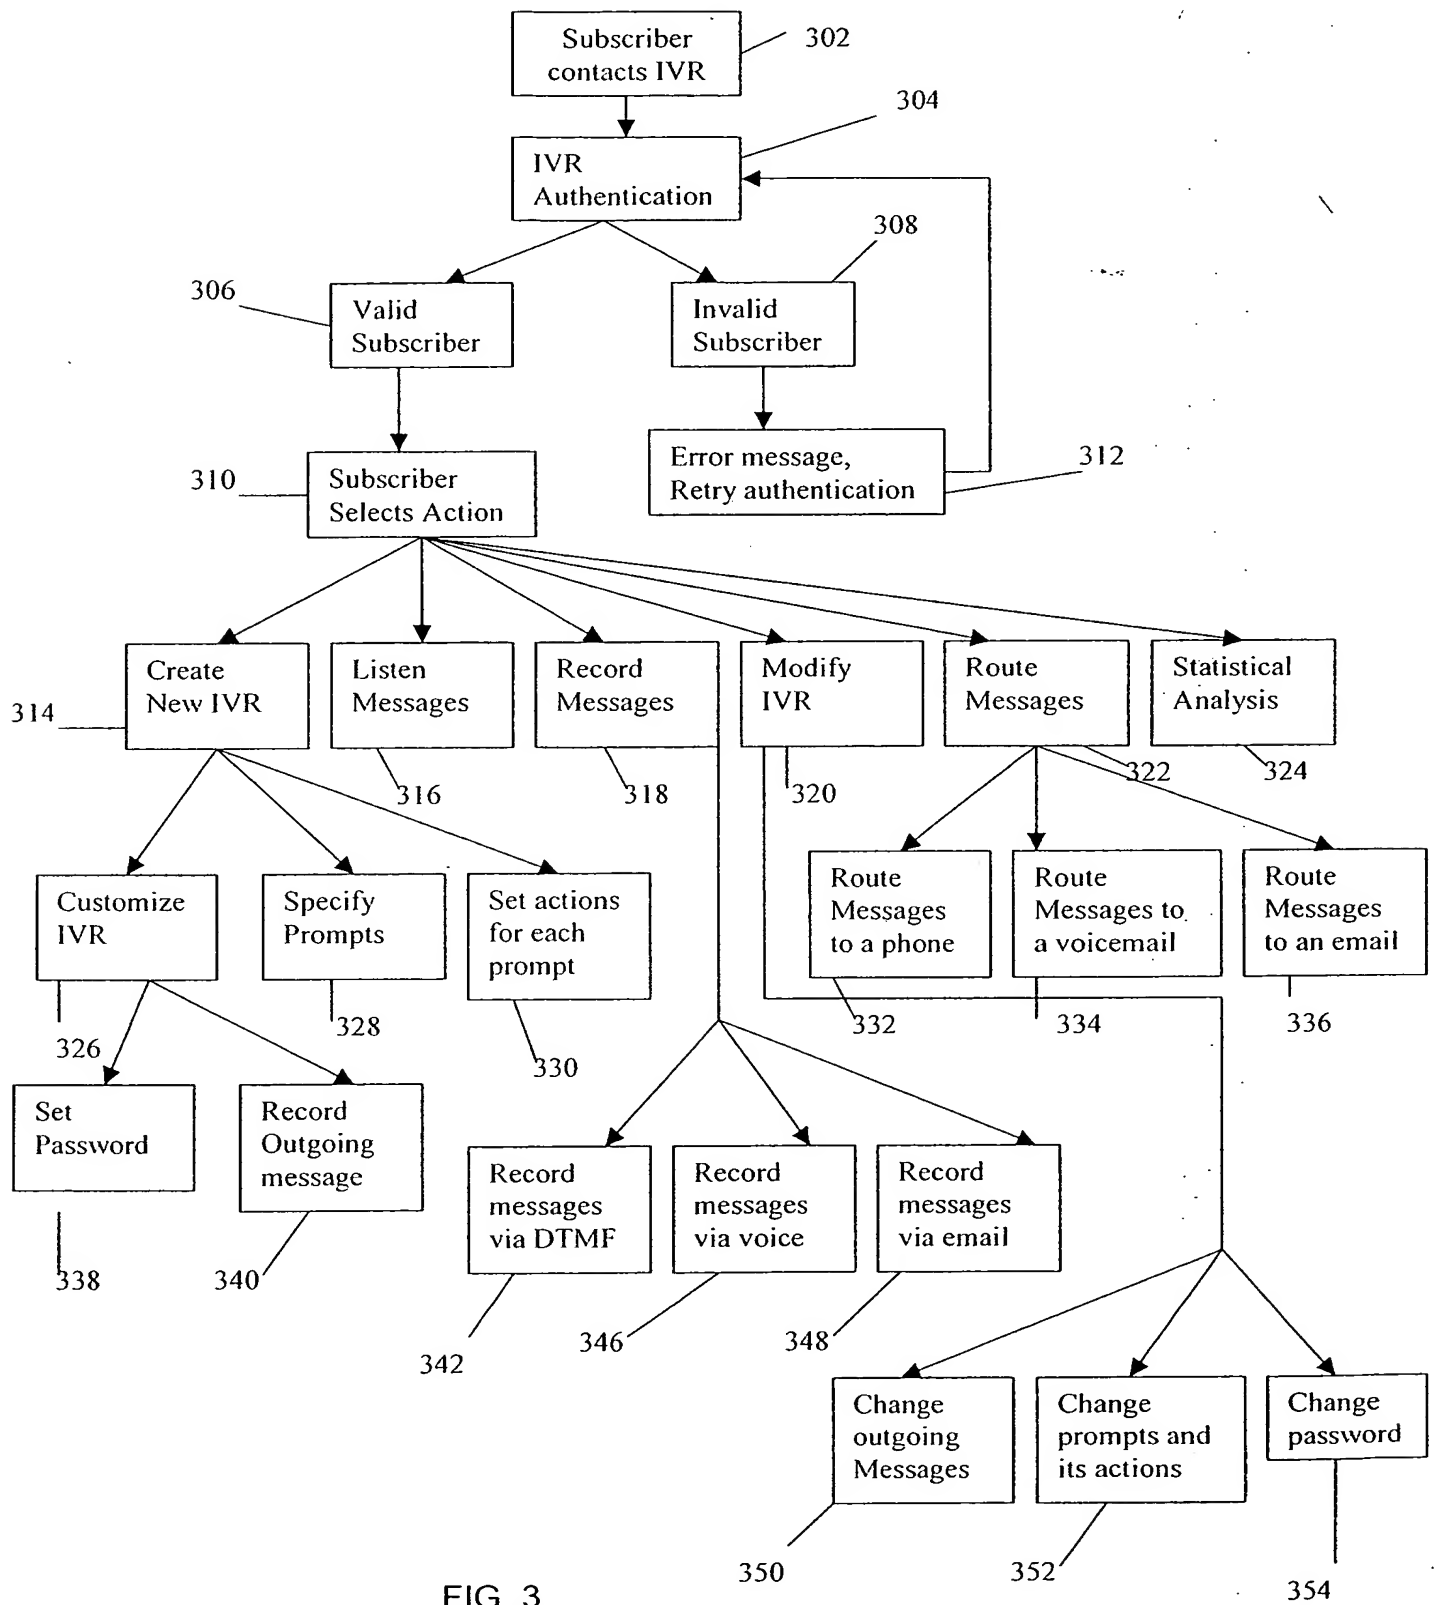 Subscriber
contacts IVR
302
304
IVR
Authentication
308
306
Valid
Subscriber
Invalid
Subscriber
310
Subscriber
Selects Action
Error message,
Retry authentication
312
314
Create
New IVR
Listen
Messages
Record
Messages
Modify
IVR
Route
Messages
Statistical
Analysis
316
318
320
322
324
Customize
IVR
Specify
Prompts
Set actions
for each
prompt
Route
Messages
to a phone
Route
Messages to
a voicemail
Route
Messages
to an email
326
328
330
332
334
336
Set
Password
Record
Outgoing
message
Record
messages
via DTMF
Record
messages
via voice
Record
messages
via email
338
340
342
346
348
Change
outgoing
Messages
Change
prompts and
its actions
Change
password
350
352
354
FIG. 3